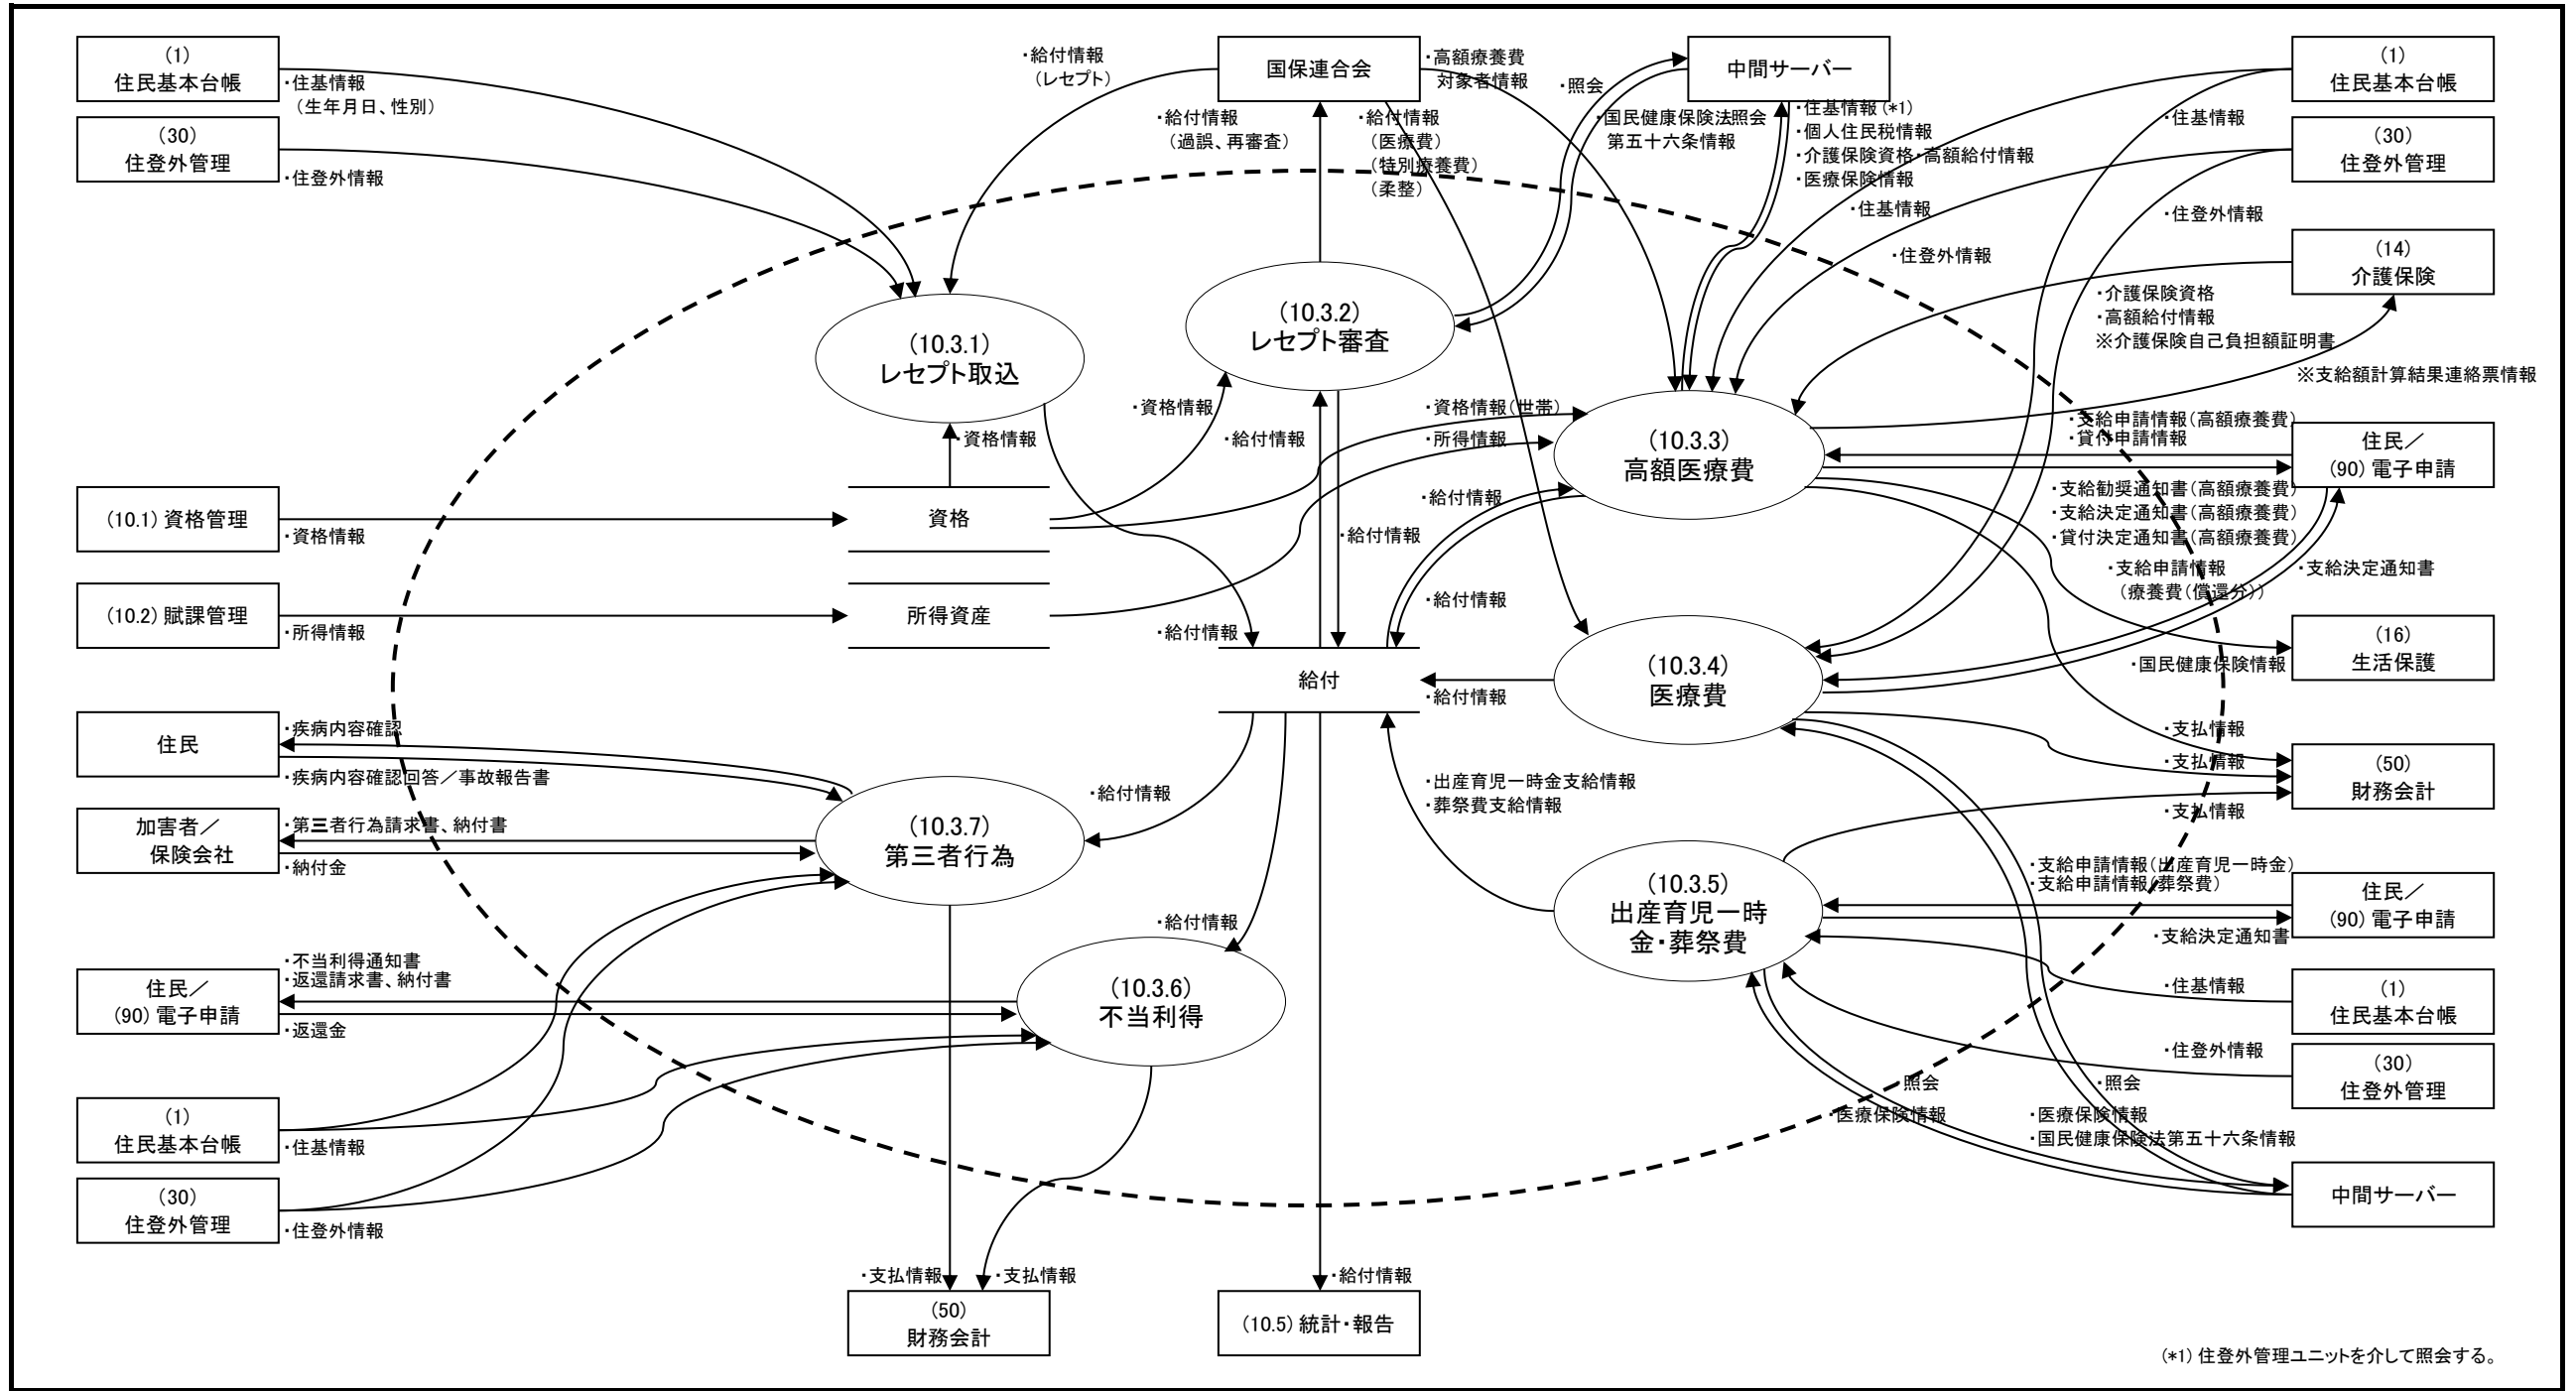 (1)
住民基本台帳
・住基情報
(生年月日、性別)
(30)
住登外管理
・住登外情報
・給付情報
(レセプト)
国保連合会
・高額療養費
対象者情報
・給付情報
(過誤、再審査)
・給付情報
(医療費)
(特別療養費)
(柔整)
・照会
中間サーバー
・国民健康保険法
第五十六条情報
・照会
・住基情報(*1)
・個人住民税情報
・介護保険資格・高額給付情報
・医療保険情報
(1)
住民基本台帳
・住基情報
(30)
住登外管理
・住基情報
・住登外情報
・住登外情報
(14)
介護保険
・介護保険資格
・高額給付情報
※介護保険自己負担額証明書
※支給額計算結果連絡票情報
(10.3.1)
レセプト取込
(10.3.2)
レセプト審査
(10.3.3)
高額医療費
・資格情報
・資格情報
・給付情報
・資格情報(世帯)
・所得情報
・支給申請情報(高額療養費)
・貸付申請情報
住民/
(90)電子申請
・支給勧奨通知書(高額療養費)
・支給決定通知書(高額療養費)
・貸付決定通知書(高額療養費)
・支給申請情報
(療養費(償還分))
・支給決定通知書
(10.1)資格管理
・資格情報
資格
・給付情報
・給付情報
・給付情報
(10.2)賦課管理
・所得情報
所得資産
・給付情報
給付
・給付情報
(10.3.4)
医療費
(16)
生活保護
・国民健康保険情報
・支払情報
・支払情報
(50)
財務会計
・支払情報
住民
・疾病内容確認
・疾病内容確認回答/事故報告書
加害者/
保険会社
・第三者行為請求書、納付書
・納付金
(10.3.7)
第三者行為
・給付情報
・出産育児一時金支給情報
・葬祭費支給情報
(10.3.5)
出産育児一時
金・葬祭費
・支給申請情報(出産育児一時金)
・支給申請情報(葬祭費)
住民/
(90)電子申請
・支給決定通知書
・給付情報
・不当利得通知書
・返還請求書、納付書
住民/
(90)電子申請
・返還金
(10.3.6)
不当利得
・住基情報
(1)
住民基本台帳
・住登外情報
(30)
住登外管理
・照会
・医療保険情報
・照会
・医療保険情報
・国民健康保険法第五十六条情報
(1)
住民基本台帳
・住基情報
(30)
住登外管理
・住登外情報
中間サーバー
・支払情報
・支払情報
・給付情報
(50)
財務会計
(10.5)統計・報告
(*1)住登外管理ユニットを介して照会する。